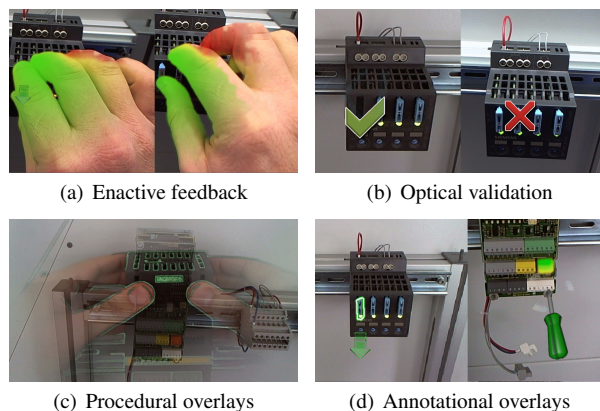 (a) Enactive feedback
(b) Optical validation
(c) Procedural overlays
(d) Annotational overlays